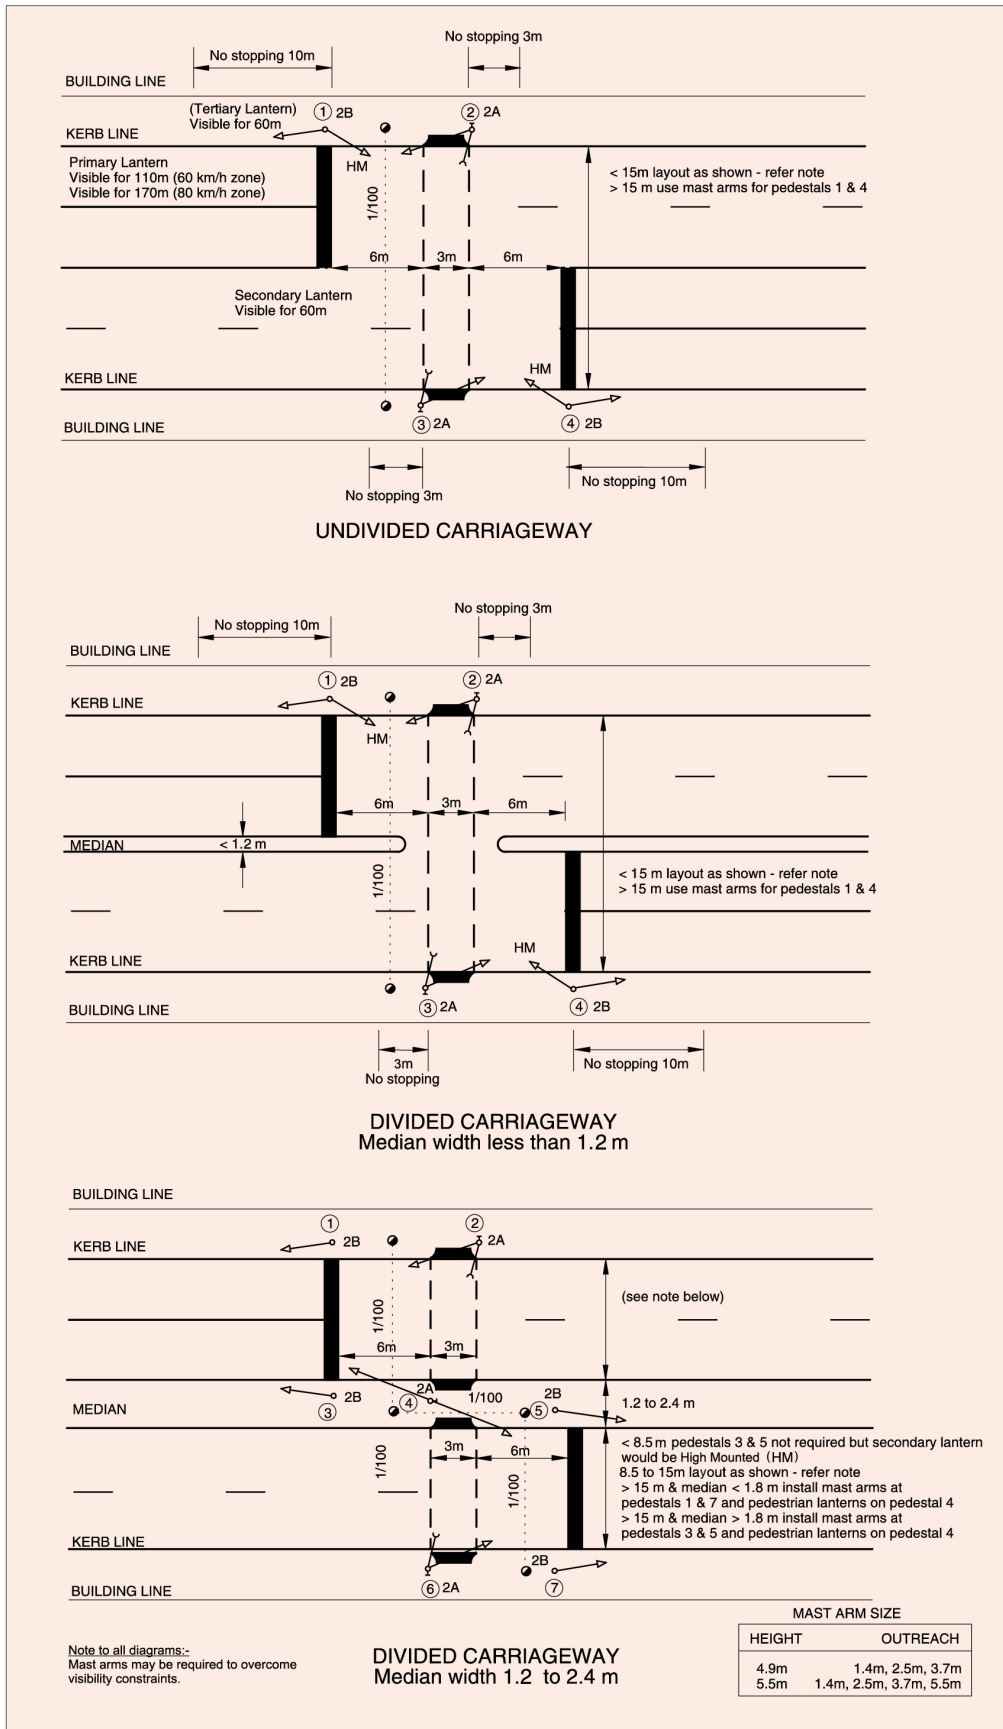 No stopping 3m
No stopping 10m
BUILDING LINE
(Tertiary Lantern)
Visible for 60m
1 2B
2 2A
KERB LINE
HM
Primary Lantern
Visible for 110m (60 km/h zone)
Visible for 170m (80 km/h zone)
1/100
< 15m layout as shown - refer note
> 15 m use mast arms for pedestals 1 & 4
6m 3m 6m
Secondary Lantern
Visible for 60m
HM
KERB LINE
3 2A
4 2B
BUILDING LINE
No stopping 10m
No stopping 3m
UNDIVIDED CARRIAGEWAY
No stopping 3m
No stopping 10m
BUILDING LINE
1 2B
2 2A
KERB LINE
HM
6m 3m 6m
MEDIAN
< 1.2 m
1/100
< 15 m layout as shown - refer note
> 15 m use mast arms for pedestals 1 & 4
HM
KERB LINE
3 2A
4 2B
BUILDING LINE
3m
No stopping
No stopping 10m
DIVIDED CARRIAGEWAY
Median width less than 1.2 m
BUILDING LINE
1
2
2B
2A
KERB LINE
1/100
(see note below)
6m 3m
2B
3
2A
4
1/100
2B
5
MEDIAN
1.2 to 2.4 m
1/100
3m 6m
1/100
< 8.5 m pedestals 3 & 5 not required but secondary lantern
would be High Mounted (HM)
8.5 to 15m layout as shown - refer note
> 15 m & median < 1.8 m install mast arms at
pedestals 1 & 7 and pedestrian lanterns on pedestal 4
> 15 m & median > 1.8 m install mast arms at
pedestals 3 & 5 and pedestrian lanterns on pedestal 4
KERB LINE
2B
6 2A
7
BUILDING LINE
Note to all diagrams:-
Mast arms may be required to overcome
visibility constraints.
DIVIDED CARRIAGEWAY
Median width 1.2 to 2.4 m
MAST ARM SIZE
HEIGHT OUTREACH
4.9m 1.4m, 2.5m, 3.7m
5.5m 1.4m, 2.5m, 3.7m, 5.5m